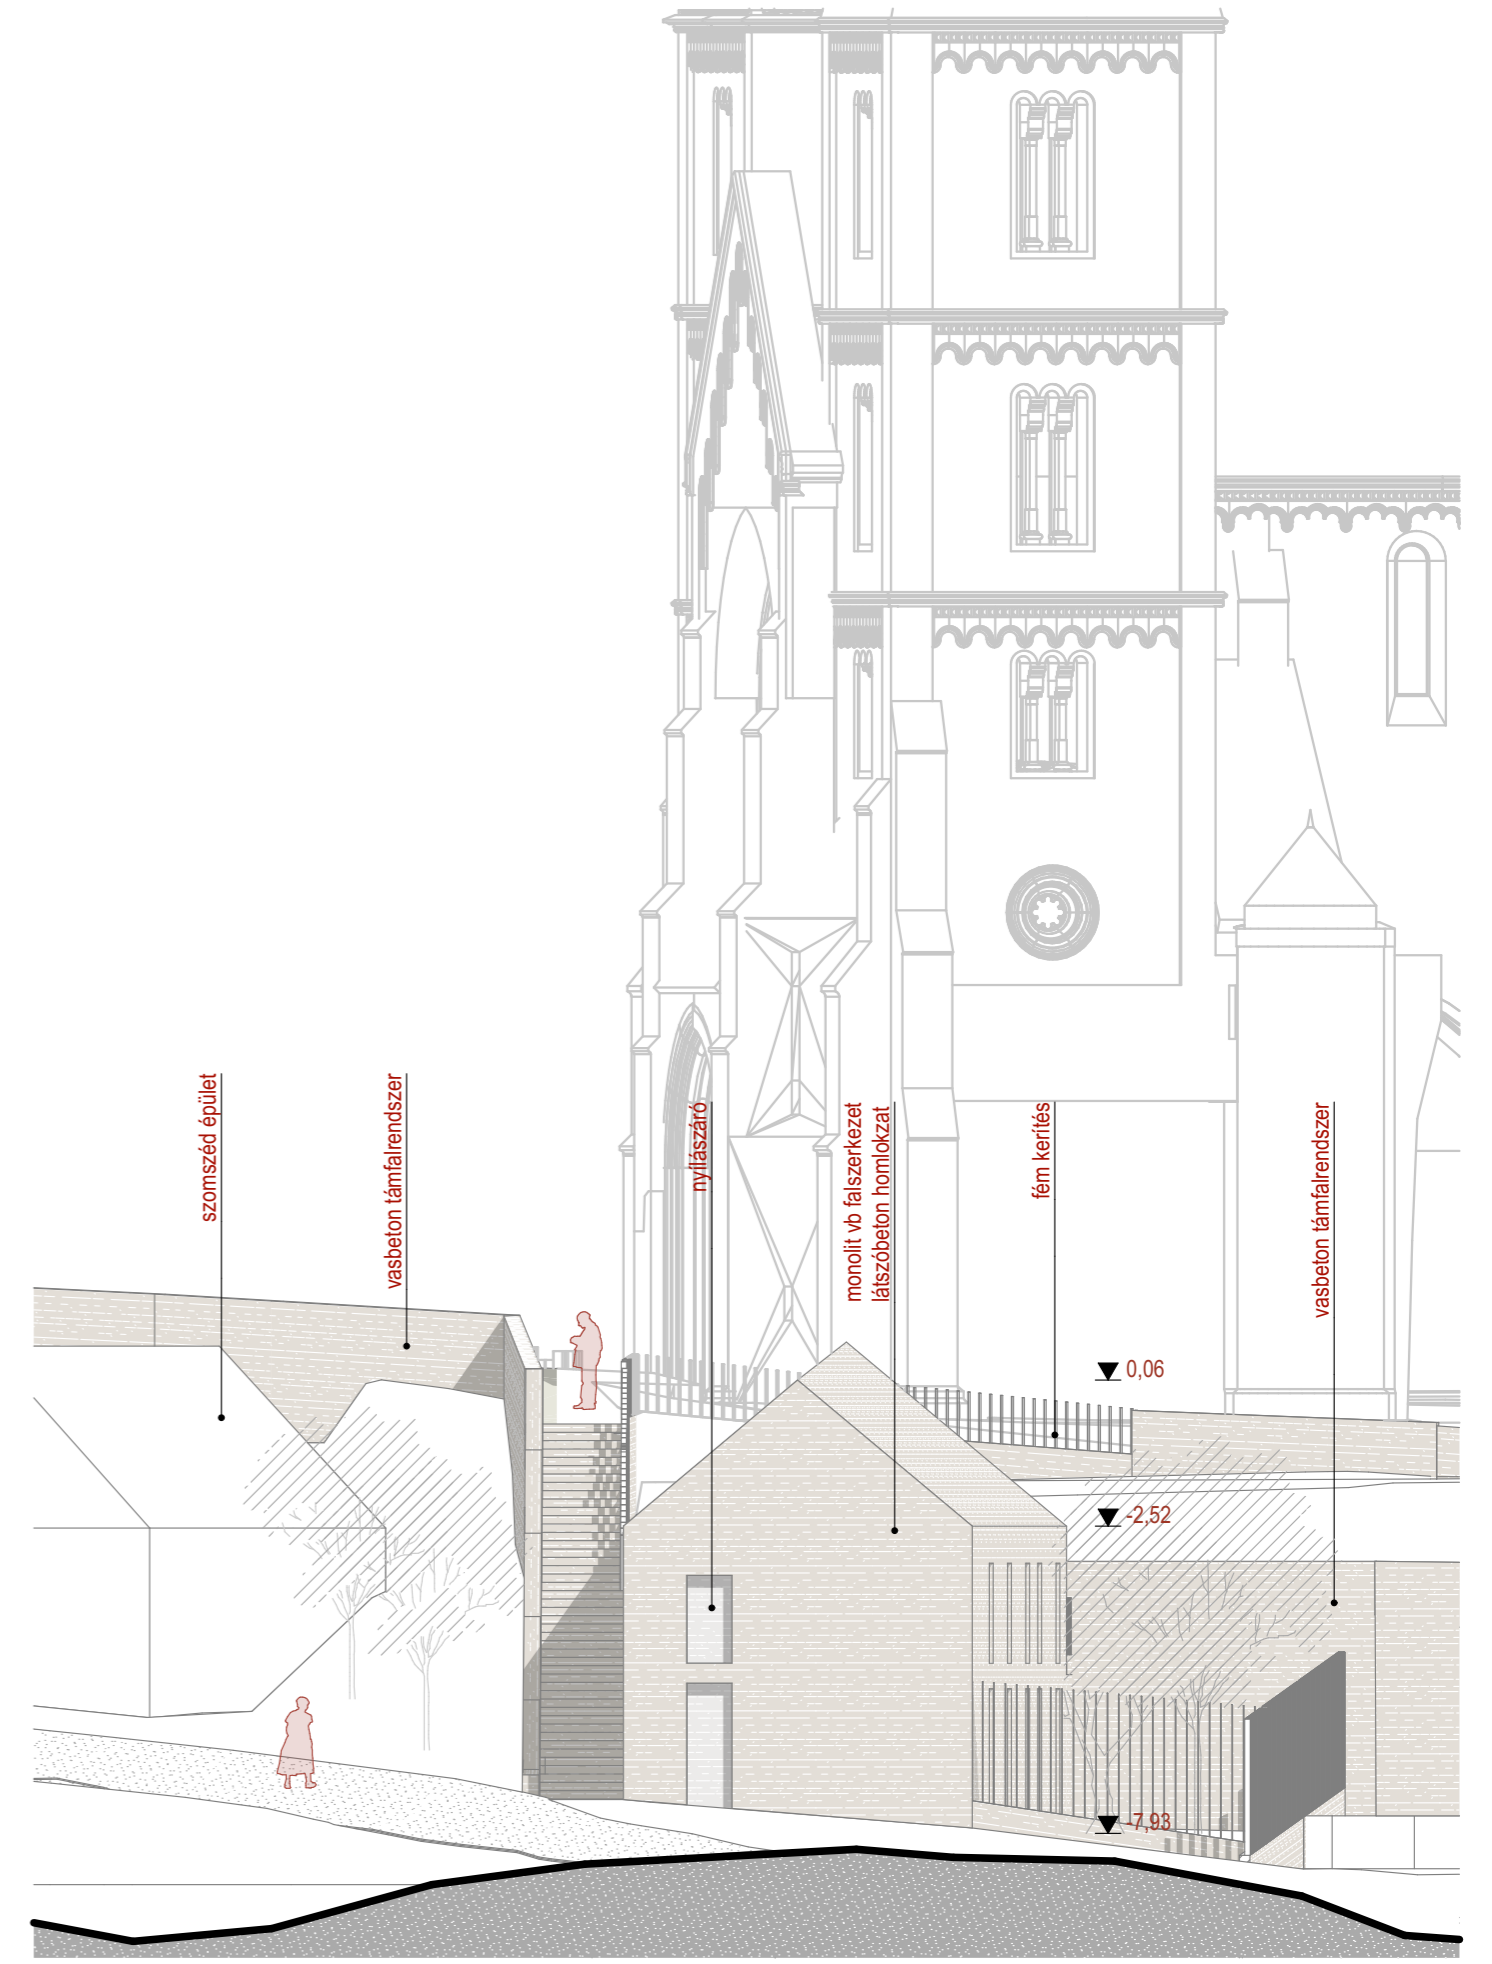 szomszéd épület
vasbeton támfalrendszer
nyílászáró
monolit vb falszerkezet
látszóbeton homlokzat
fém kerítés
vasbeton támfalrendszer
0,06
-2,52
-7,93